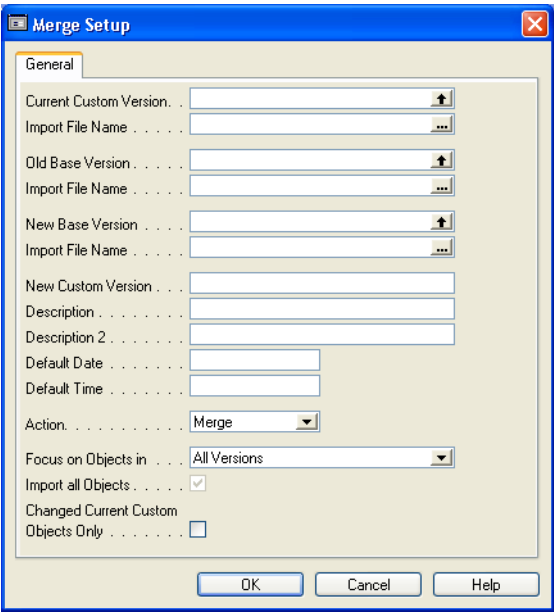 Merge Setup
General
Current Custom Version. .
Import File Name . . . . .
Old Base Version . . . . .
Import File Name . . . . .
New Base Version . . . . .
Import File Name . . . . .
New Custom Version . . .
Description . . . . . . . .
Description 2 . . . . . . .
Default Date . . . . . . .
Default Time . . . . . . .
Action. . . . . . . . . . . Merge
Focus on Objects in . . . All Versions
Import all Objects . . . . .
Changed Current Custom
Objects Only . . . . . . .
OK Cancel Help